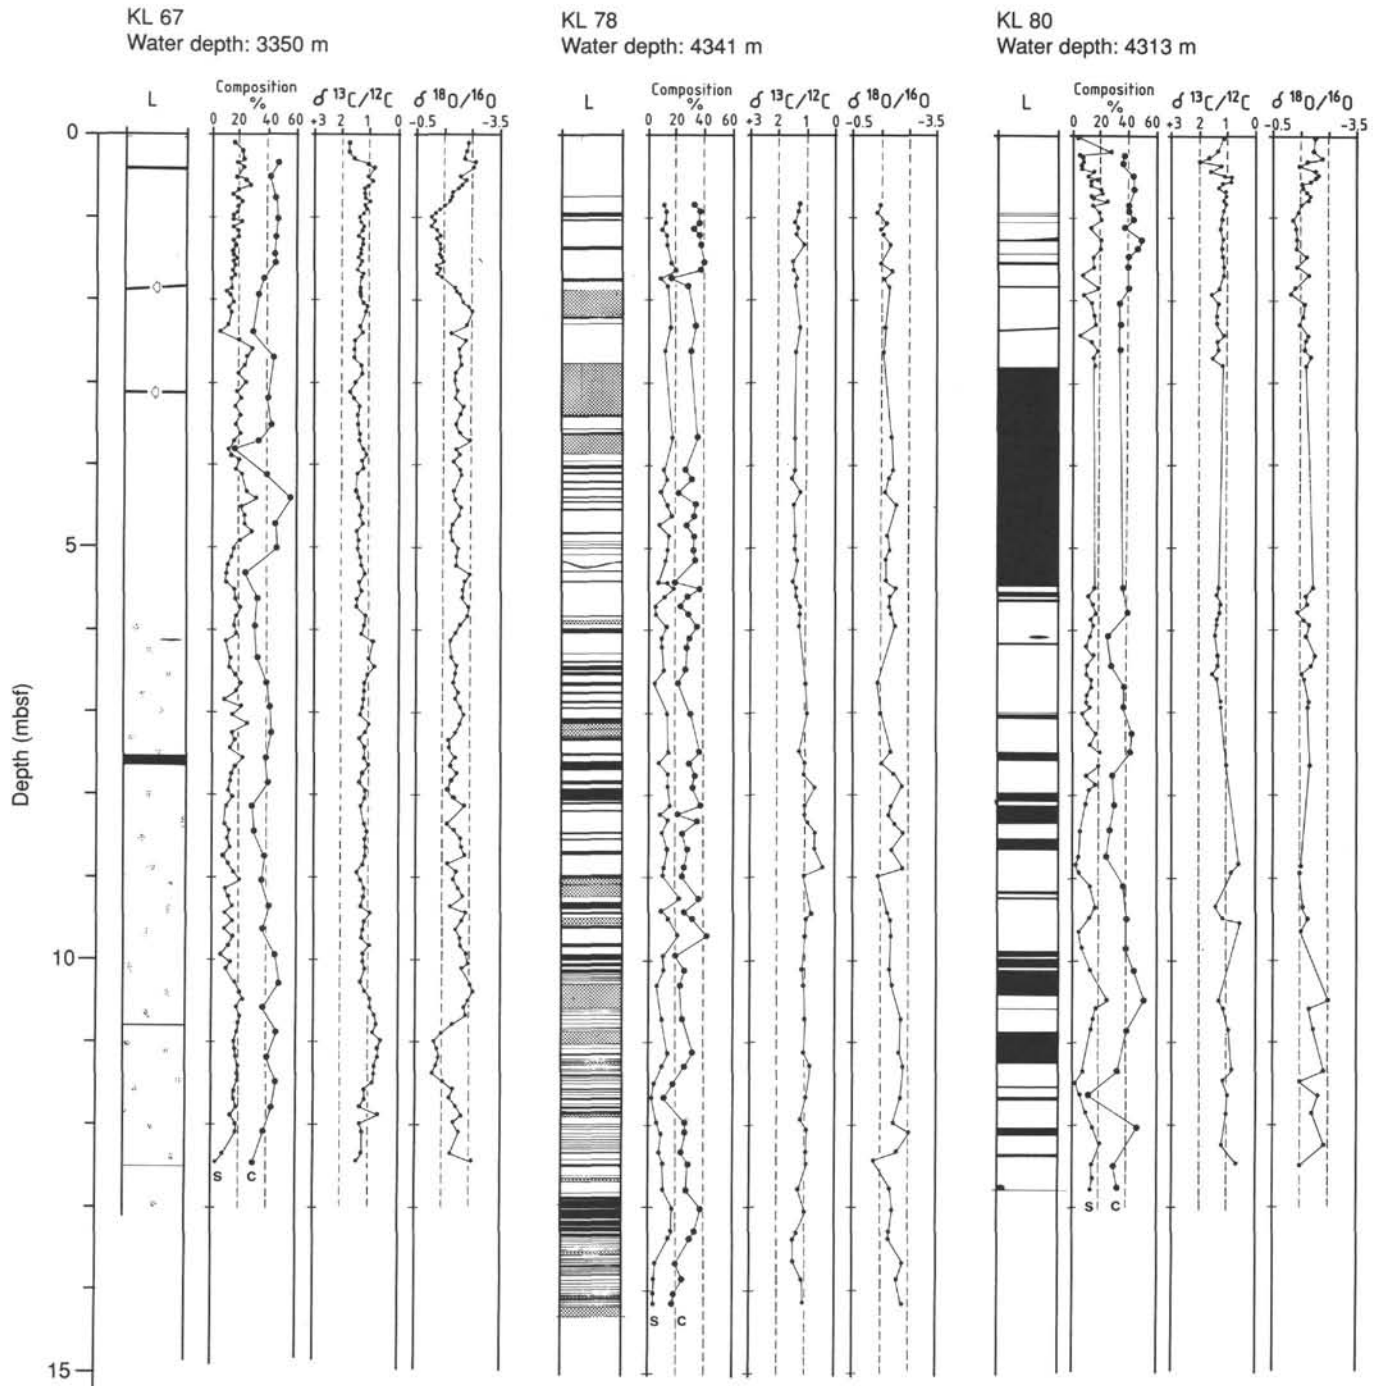 KL 67
Water depth: 3350 m
KL 78
Water depth: 4341 m
KL 80
Water depth: 4313 m
L
Composition
%
δ ¹³C/¹²C
δ ¹⁸O/¹⁶O
0 20 40 60
+3 2 1 0
-0.5 -3.5
L
Composition
%
δ ¹³C/¹²C
δ ¹⁸O/¹⁶O
0 20 40 60
+3 2 1 0
-0.5 -3.5
L
Composition
%
δ ¹³C/¹²C
δ ¹⁸O/¹⁶O
0 20 40 60
+3 2 1 0
-0.5 -3.5
0
5
10
15
Depth (mbsf)
S C
S C
S C